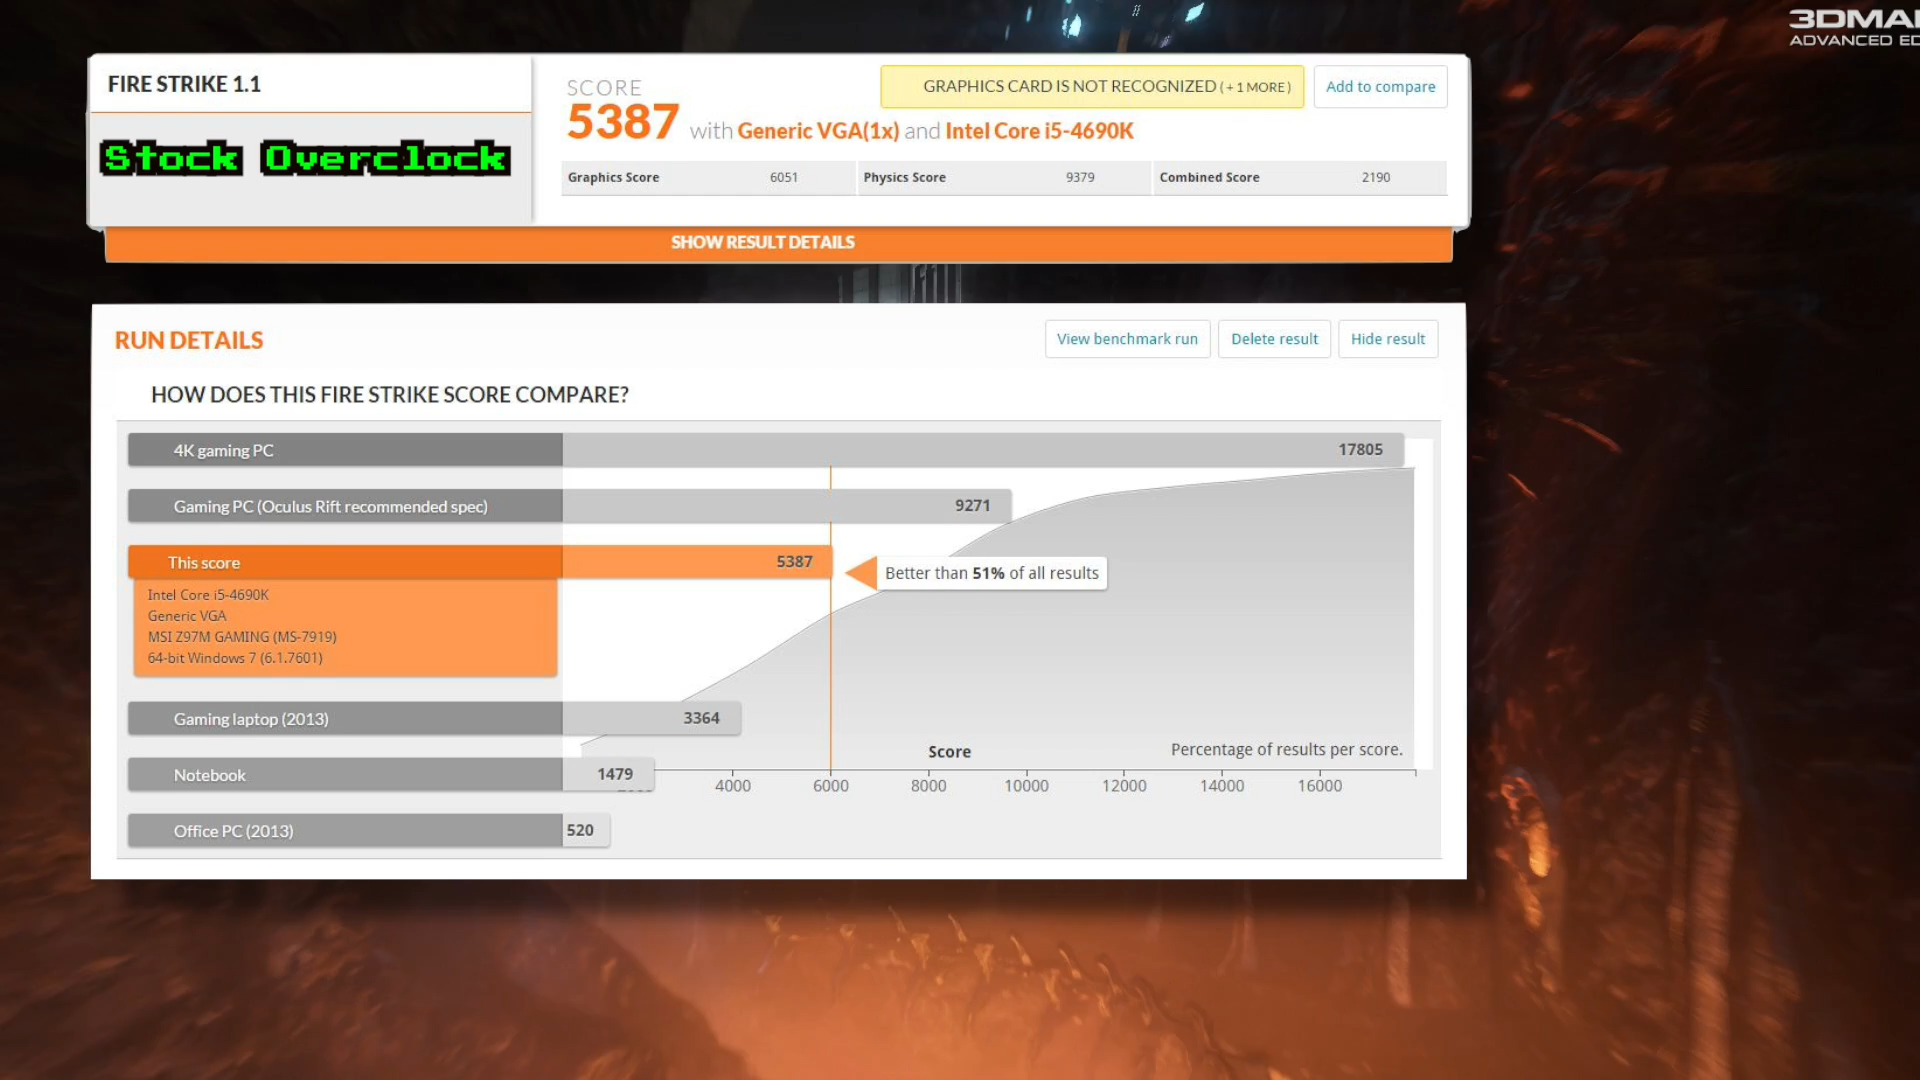 3DMA
ADVANCED ED
FIRE STRIKE 1.1
Stock Overclock
SCORE
GRAPHICS CARD IS NOT RECOGNIZED (+1 MORE)
Add to compare
5387 with Generic VGA(1x) and Intel Core i5-4690K
Graphics Score 6051 Physics Score 9379 Combined Score 2190
SHOW RESULT DETAILS
RUN DETAILS
View benchmark run
Delete result
Hide result
HOW DOES THIS FIRE STRIKE SCORE COMPARE?
4K gaming PC 17805
Gaming PC (Oculus Rift recommended spec) 9271
This score 5387
Better than 51% of all results
Intel Core i5-4690K
Generic VGA
MSI Z97M GAMING (MS-7919)
64-bit Windows 7 (6.1.7601)
Gaming laptop (2013) 3364
Score
Percentage of results per score.
Notebook 1479
4000 6000 8000 10000 12000 14000 16000
Office PC (2013) 520